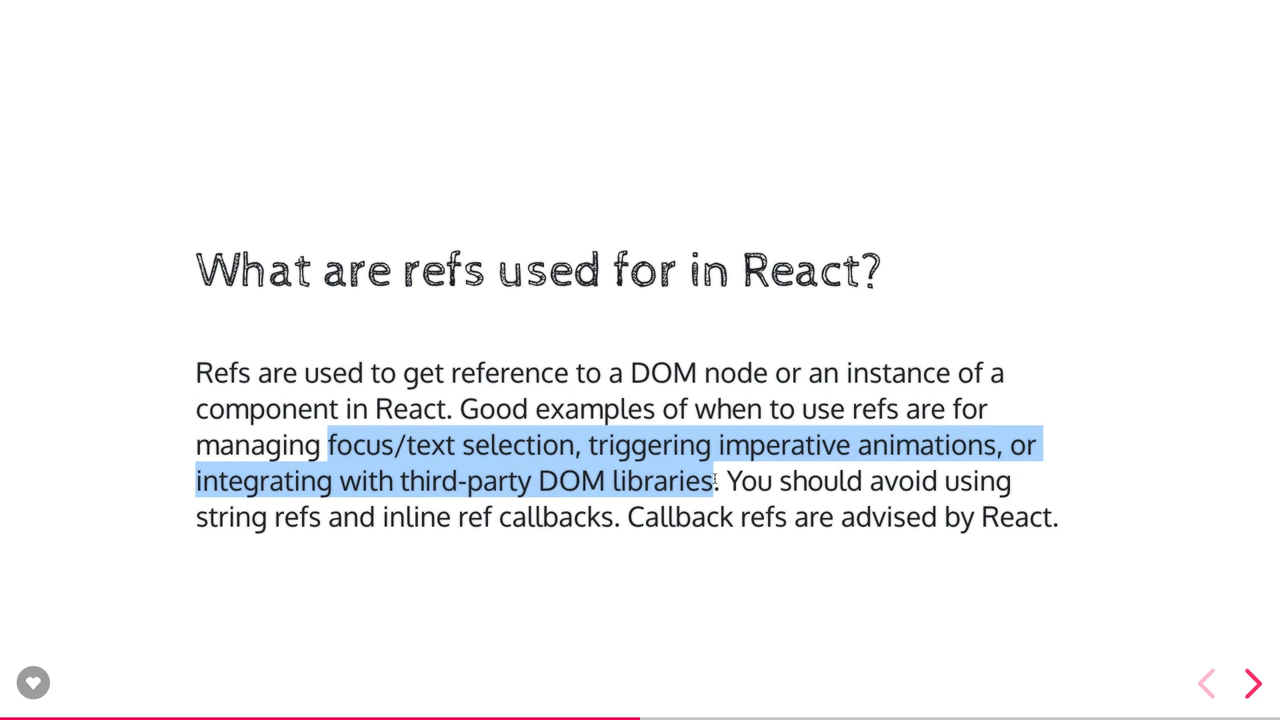 What are refs used for in React?
Refs are used to get reference to a DOM node or an instance of a
component in React. Good examples of when to use refs are for
managing focus/text selection, triggering imperative animations, or
integrating with third-party DOM libraries. You should avoid using
string refs and inline ref callbacks. Callback refs are advised by React.